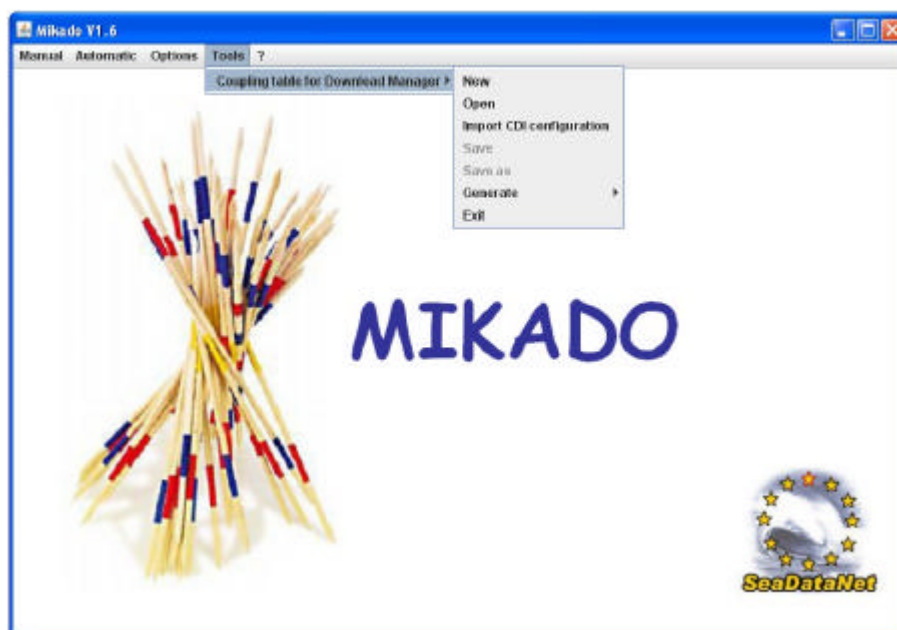 Mikado V1.6
Manual Automatic Options Tools ?
Coupling table for Download Manager
New
Open
Import CDI configuration
Save
Save as
Generate
Exit
MIKADO
SeaDataNet